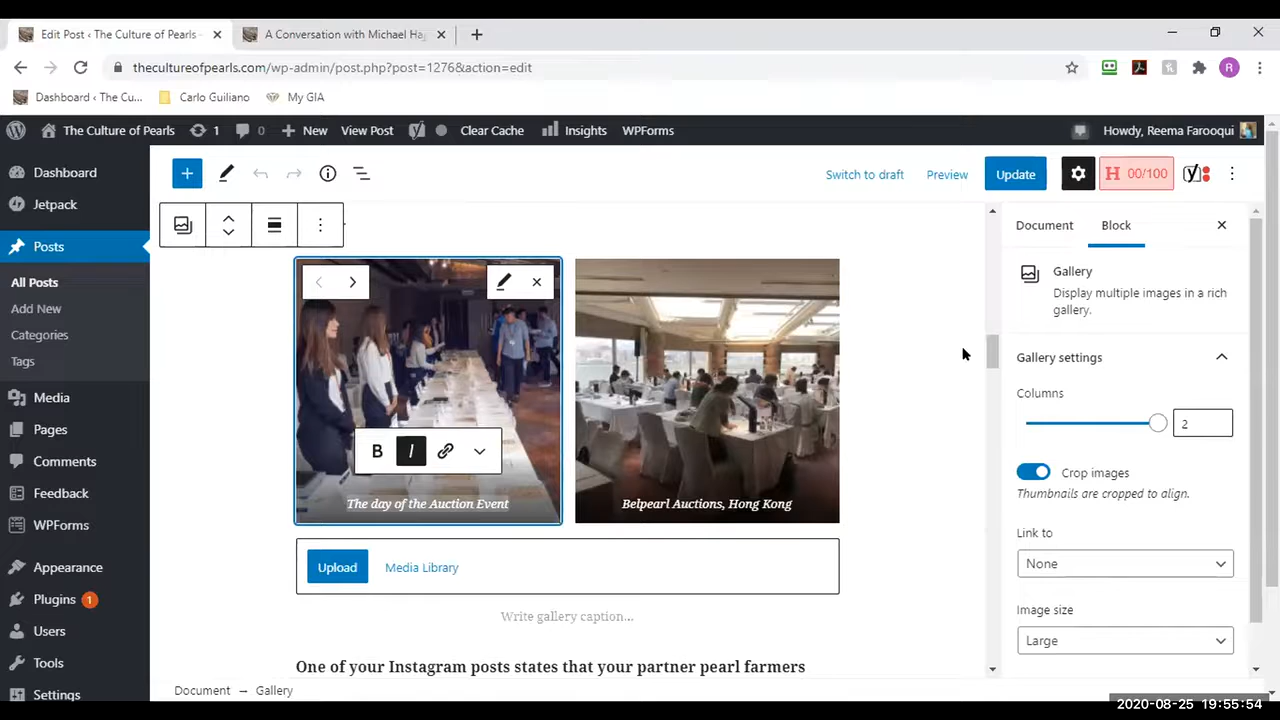 Edit Post ‹ The Culture of Pearls -
A Conversation with Michael Ha
thecultureofpearls.com/wp-admin/post.php?post=1276&action=edit
Dashboard ‹ The Cu...
Carlo Guiliano
My GIA
R
The Culture of Pearls
1
0
New
View Post
Clear Cache
Insights
WPForms
Howdy, Reema Farooqui
Dashboard
Jetpack
Posts
All Posts
Add New
Categories
Tags
Media
Pages
Comments
Feedback
WPForms
Appearance
Plugins 1
Users
Tools
Settings
Switch to draft
Preview
Update
H 00/100
B I
The day of the Auction Event
Belpearl Auctions, Hong Kong
Upload
Media Library
Write gallery caption...
One of your Instagram posts states that your partner pearl farmers
Document → Gallery
Document
Block
Gallery
Display multiple images in a rich
gallery.
Gallery settings
Columns
2
Crop images
Thumbnails are cropped to align.
Link to
None
Image size
Large
2020-08-25 19:55:54